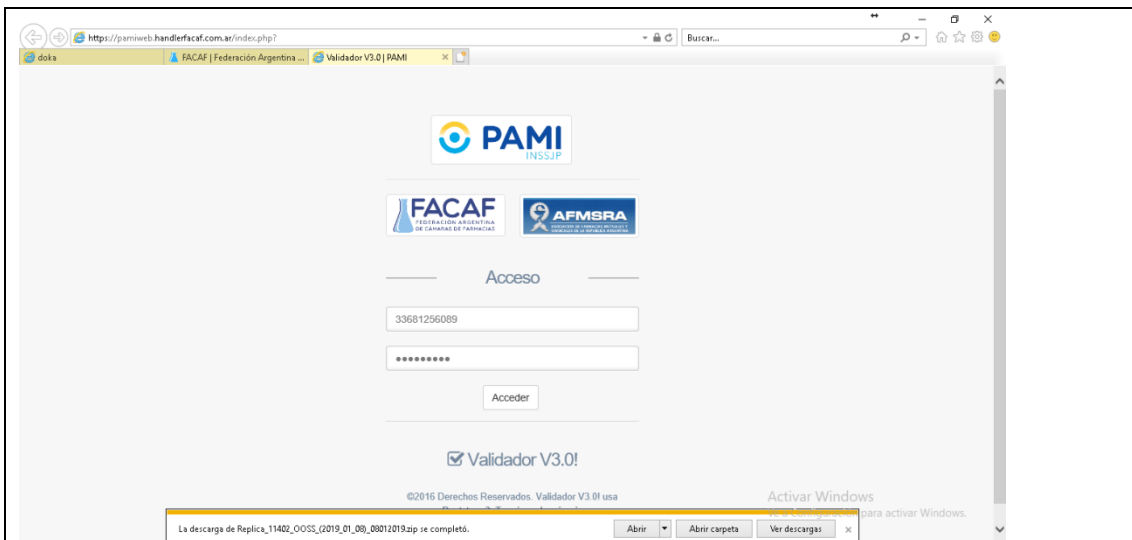 https://pamiweb.handlerfacaf.com.ar/index.php?
Buscar...
doka
FACAF | Federación Argentina ...
Validador V3.0 | PAMI
PAMI
INSSJP
FACAF
FEDERACIÓN ARGENTINA
DE CÁMARAS DE FARMACIAS
AFMSRA
Acceso
33681256089
•••••••••
Acceder
Validador V3.0!
©2016 Derechos Reservados. Validador V3.0! usa
Activar Windows
para activar Windows.
La descarga de Replica_11402_OOSS_(2019_01_08)_08012019.zip se completó.
Abrir
Abrir carpeta
Ver descargas